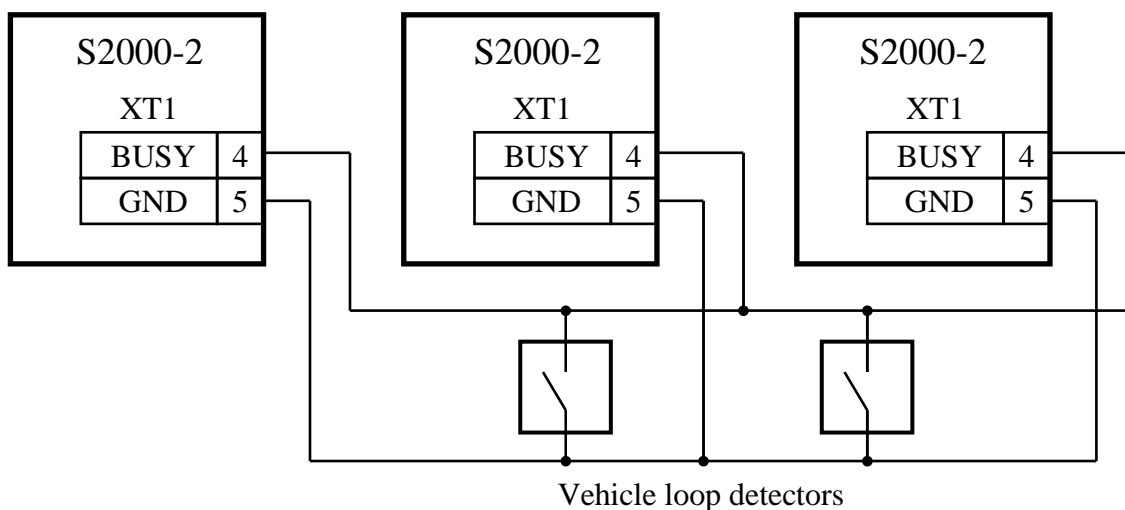 S2000-2
XT1
BUSY 4
GND 5
S2000-2
XT1
BUSY 4
GND 5
S2000-2
XT1
BUSY 4
GND 5
Vehicle loop detectors